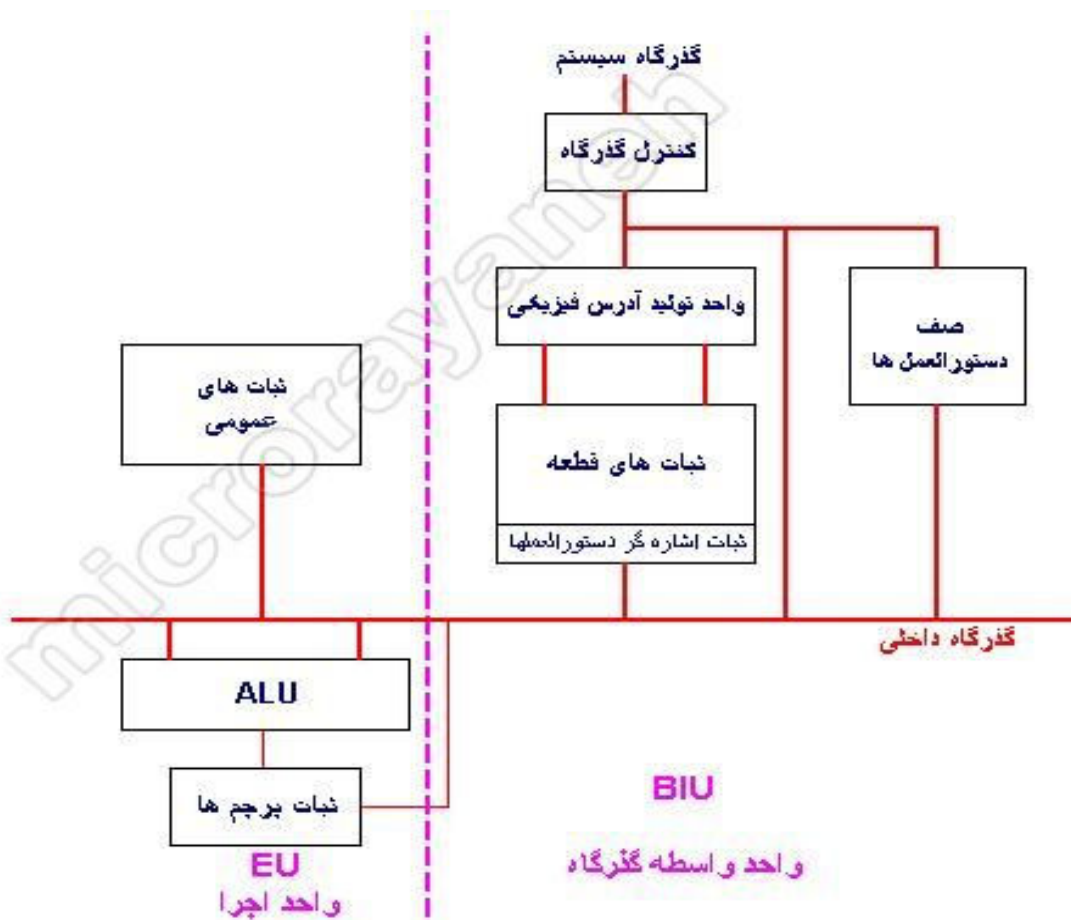 گذرگاه سیستم
کنترل گذرگاه
واحد تولید آدرس فیزیکی
صف
دستورالعمل ها
ثبات های
عمومی
ثبات های قطعه
ثبات اشاره گر دستورالعملها
گذرگاه داخلی
ALU
ثبات پرچم ها
BIU
واحد واسطه گذرگاه
EU
واحد اجرا
microrayaneh